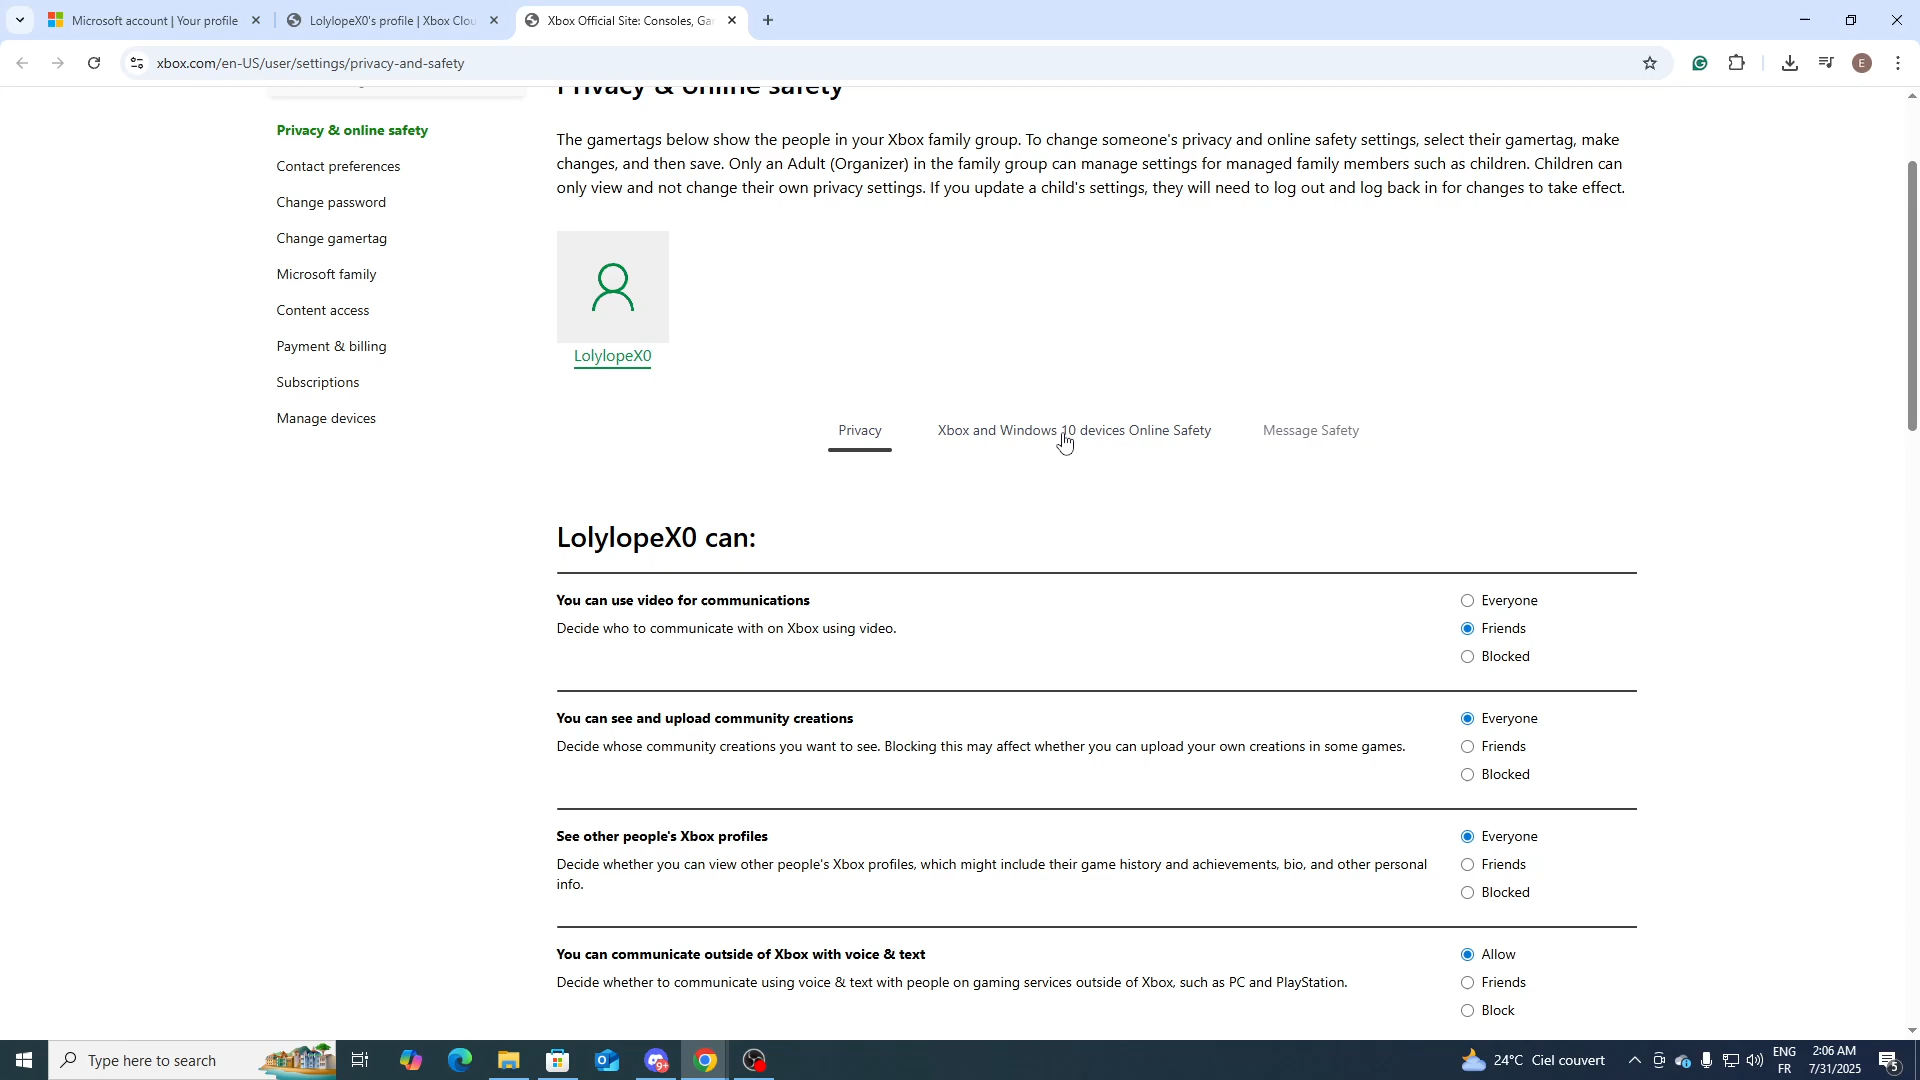 Microsoft account | Your profile
LolylopeX0's profile | Xbox Clou
Xbox Official Site: Consoles, Ga
xbox.com/en-US/user/settings/privacy-and-safety
E
Privacy & online safety
Privacy & online safety
Contact preferences
Change password
Change gamertag
Microsoft family
Content access
Payment & billing
Subscriptions
Manage devices
The gamertags below show the people in your Xbox family group. To change someone's privacy and online safety settings, select their gamertag, make
changes, and then save. Only an Adult (Organizer) in the family group can manage settings for managed family members such as children. Children can
only view and not change their own privacy settings. If you update a child's settings, they will need to log out and log back in for changes to take effect.
LolylopeX0
Privacy
Xbox and Windows 10 devices Online Safety
Message Safety
LolylopeX0 can:
You can use video for communications
Decide who to communicate with on Xbox using video.
Everyone
Friends
Blocked
You can see and upload community creations
Decide whose community creations you want to see. Blocking this may affect whether you can upload your own creations in some games.
Everyone
Friends
Blocked
See other people's Xbox profiles
Decide whether you can view other people's Xbox profiles, which might include their game history and achievements, bio, and other personal
info.
Everyone
Friends
Blocked
You can communicate outside of Xbox with voice & text
Decide whether to communicate using voice & text with people on gaming services outside of Xbox, such as PC and PlayStation.
Allow
Friends
Block
Type here to search
9+
24°C Ciel couvert
ENG
FR
2:06 AM
7/31/2025
5